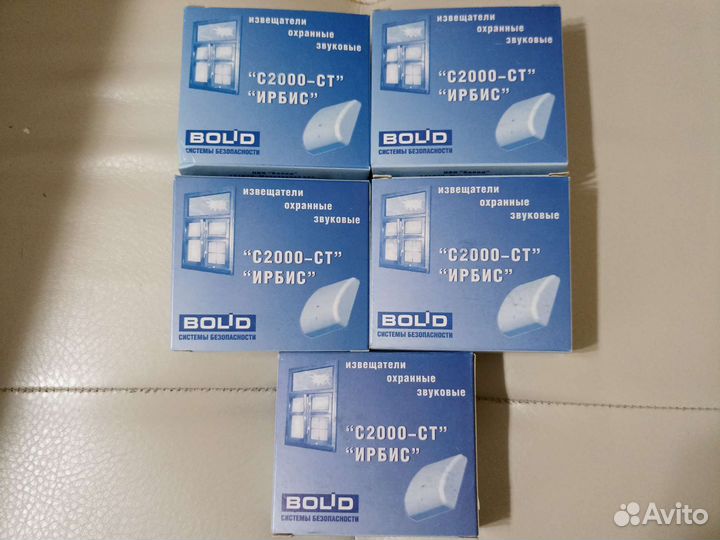 извещатели
охранные
звуковые
"С2000-СТ"
"ИРБИС"
BOLID
СИСТЕМЫ БЕЗОПАСНОСТИ
извещатели
охранные
звуковые
"С2000-СТ"
"ИРБИС"
BOLID
СИСТЕМЫ БЕЗОПАСНОСТИ
извещатели
охранные
звуковые
"С2000-СТ"
"ИРБИС"
BOLID
СИСТЕМЫ БЕЗОПАСНОСТИ
извещатели
охранные
звуковые
"С2000-СТ"
"ИРБИС"
BOLID
СИСТЕМЫ БЕЗОПАСНОСТИ
извещатели
охранные
звуковые
"С2000-СТ"
"ИРБИС"
BOLID
СИСТЕМЫ БЕЗОПАСНОСТИ
Avito